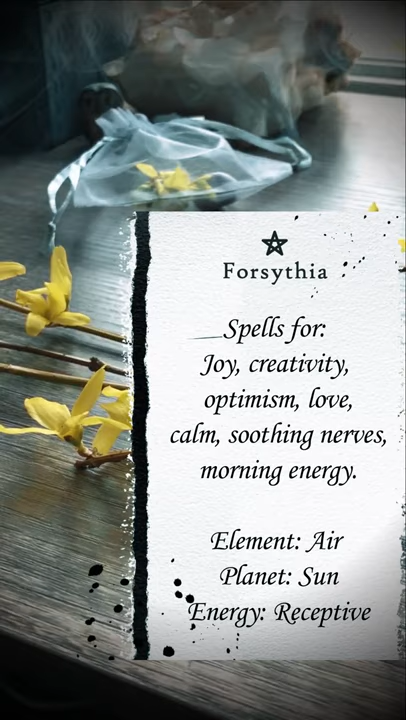 Forsythia
Spells for:
Joy, creativity,
optimism, love,
calm, soothing nerves,
morning energy.
Element: Air
Planet: Sun
Energy: Receptive